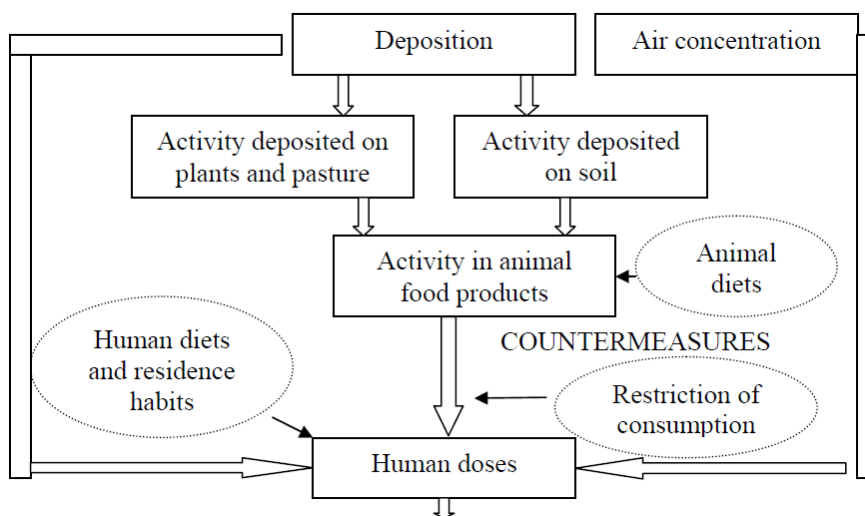 Deposition
Air concentration
Activity deposited on
plants and pasture
Activity deposited
on soil
Activity in animal
food products
Animal
diets
COUNTERMEASURES
Human diets
and residence
habits
Restriction of
consumption
Human doses